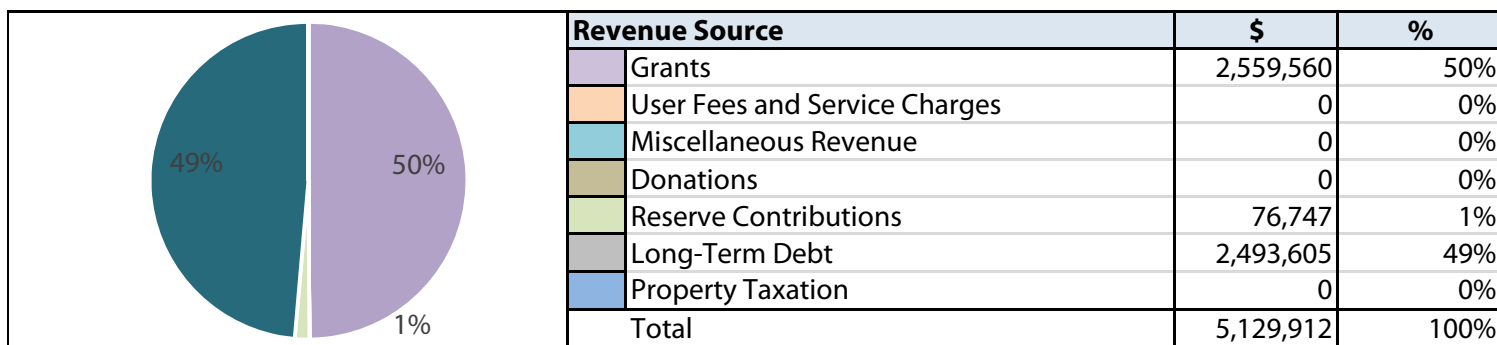 49%
50%
1%
Revenue Source $ %
Grants 2,559,560 50%
User Fees and Service Charges 0 0%
Miscellaneous Revenue 0 0%
Donations 0 0%
Reserve Contributions 76,747 1%
Long-Term Debt 2,493,605 49%
Property Taxation 0 0%
Total 5,129,912 100%